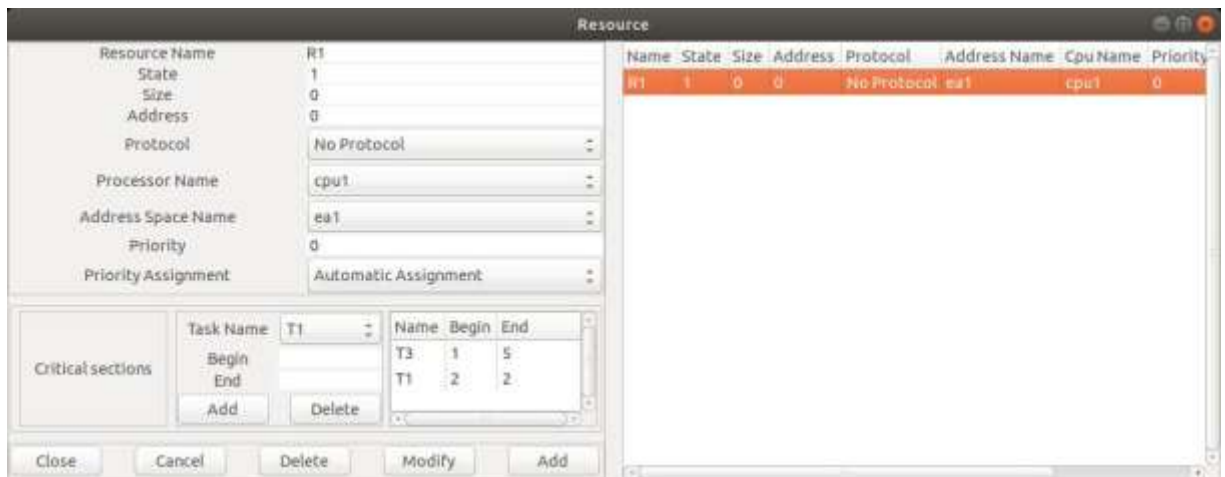 Resource
Resource Name R1
State 1
Size 0
Address 0
Protocol No Protocol
Processor Name cpu1
Address Space Name ea1
Priority 0
Priority Assignment Automatic Assignment
Critical sections
Task Name T1
Begin
End
Add Delete
Name Begin End
T3 1 5
T1 2 2
Close Cancel Delete Modify Add
Name State Size Address Protocol Address Name Cpu Name Priority
R1 1 0 0 No Protocol ea1 cpu1 0